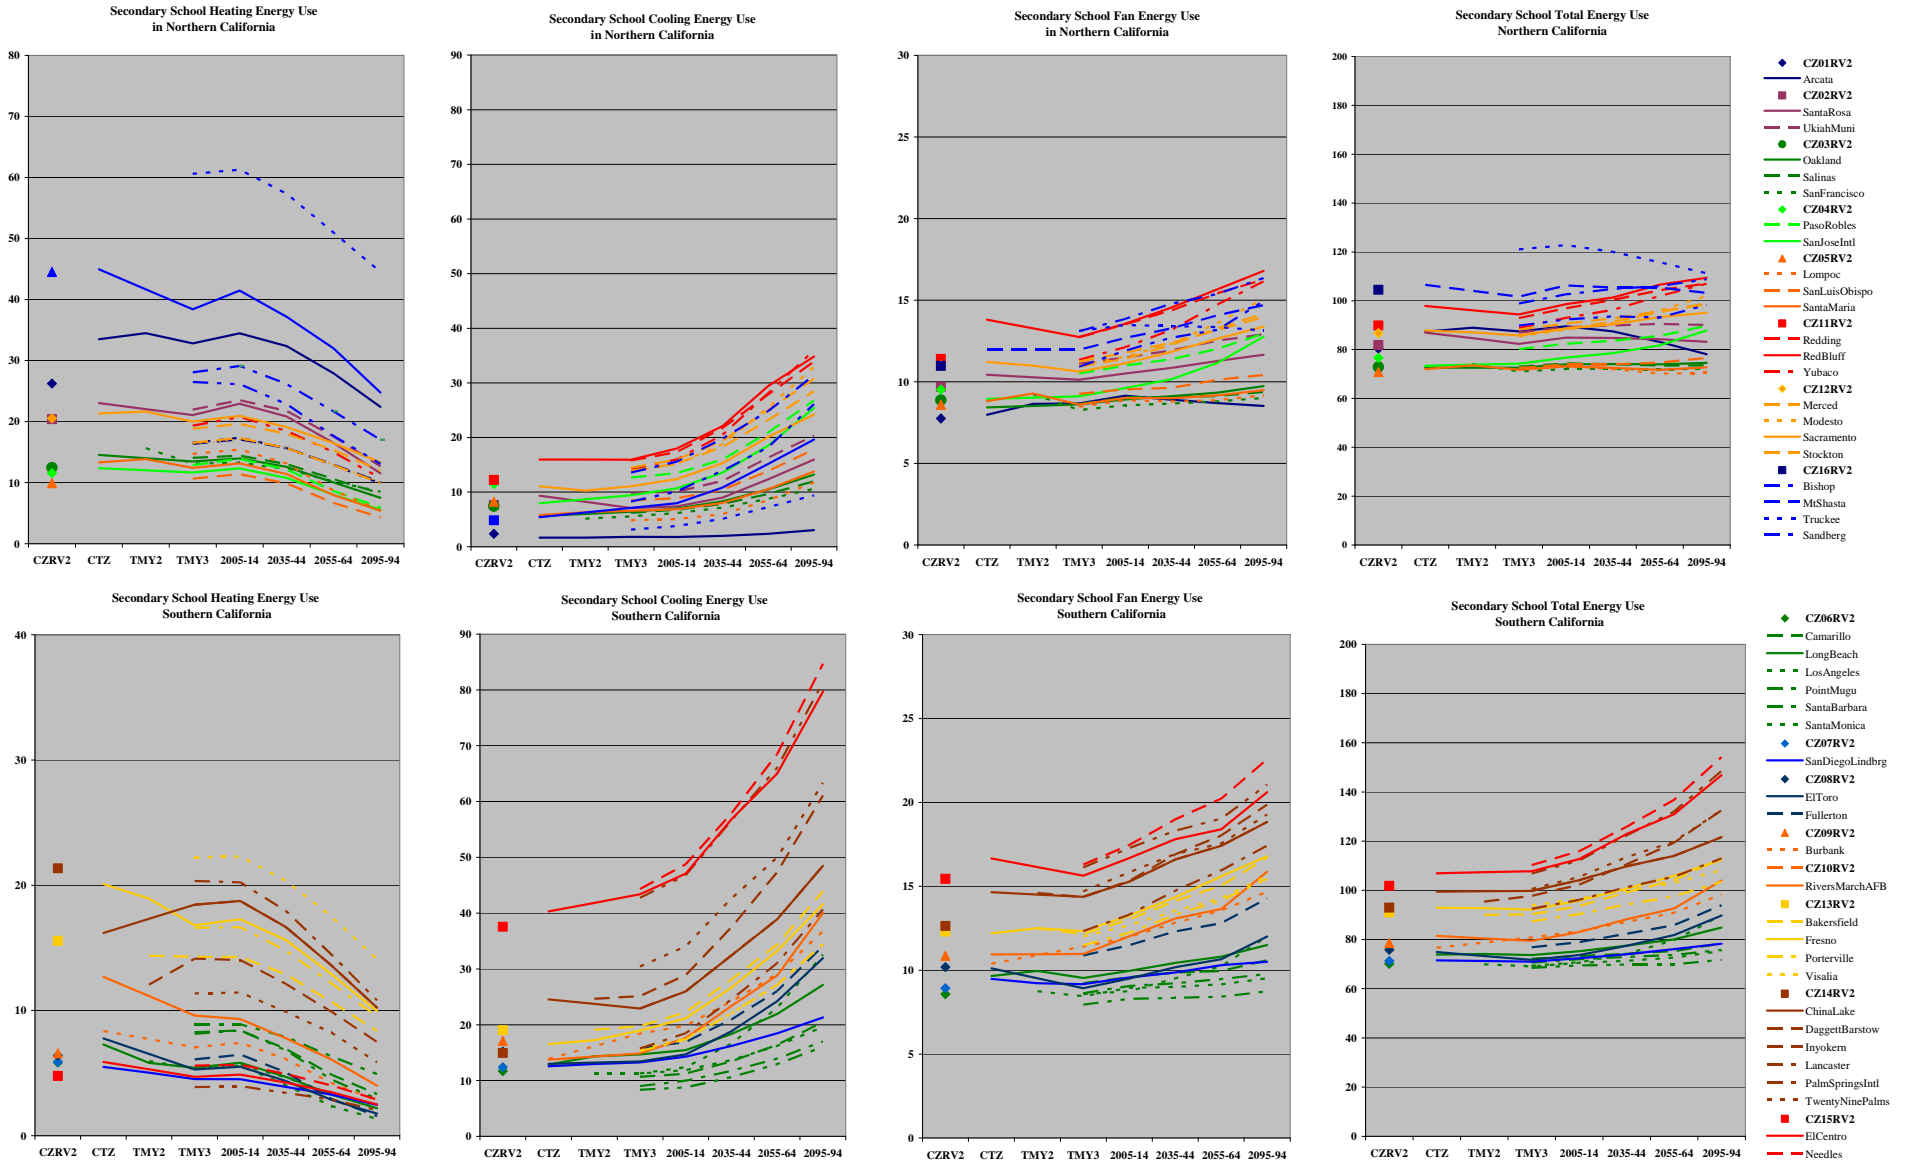 Secondary School Heating Energy Use
in Northern California
80
70
60
50
40
30
20
10
0
CZRV2 CTZ TMY2 TMY3 2005-14 2035-44 2055-64 2095-94
Secondary School Cooling Energy Use
in Northern California
90
80
70
60
50
40
30
20
10
0
CZRV2 CTZ TMY2 TMY3 2005-14 2035-44 2055-64 2095-94
Secondary School Fan Energy Use
in Northern California
30
25
20
15
10
5
0
CZRV2 CTZ TMY2 TMY3 2005-14 2035-44 2055-64 2095-94
Secondary School Total Energy Use
Northern California
200
180
160
140
120
100
80
60
40
20
0
CZRV2 CTZ TMY2 TMY3 2005-14 2035-44 2055-64 2095-94
CZ01RV2
Arcata
CZ02RV2
SantaRosa
UkiahMuni
CZ03RV2
Oakland
Salinas
SanFrancisco
CZ04RV2
PasoRobles
SanJoseIntl
CZ05RV2
Lompoc
SanLuisObispo
SantaMaria
CZ11RV2
Redding
RedBluff
Yubaco
CZ12RV2
Merced
Modesto
Sacramento
Stockton
CZ16RV2
Bishop
MtShasta
Truckee
Sandberg
Secondary School Heating Energy Use
Southern California
40
30
20
10
0
CZRV2 CTZ TMY2 TMY3 2005-14 2035-44 2055-64 2095-94
Secondary School Cooling Energy Use
Southern California
90
80
70
60
50
40
30
20
10
0
CZRV2 CTZ TMY2 TMY3 2005-14 2035-44 2055-64 2095-94
Secondary School Fan Energy Use
Southern California
30
25
20
15
10
5
0
CZRV2 CTZ TMY2 TMY3 2005-14 2035-44 2055-64 2095-94
Secondary School Total Energy Use
Southern California
200
180
160
140
120
100
80
60
40
20
0
CZRV2 CTZ TMY2 TMY3 2005-14 2035-44 2055-64 2095-94
CZ06RV2
Camarillo
LongBeach
LosAngeles
PointMugu
SantaBarbara
SantaMonica
CZ07RV2
SanDiegoLindbrg
CZ08RV2
ElToro
Fullerton
CZ09RV2
Burbank
CZ10RV2
RiversMarchAFB
CZ13RV2
Bakersfield
Fresno
Porterville
Visalia
CZ14RV2
ChinaLake
DaggettBarstow
Inyokern
Lancaster
PalmSpringsIntl
TwentyNinePalms
CZ15RV2
ElCentro
Needles